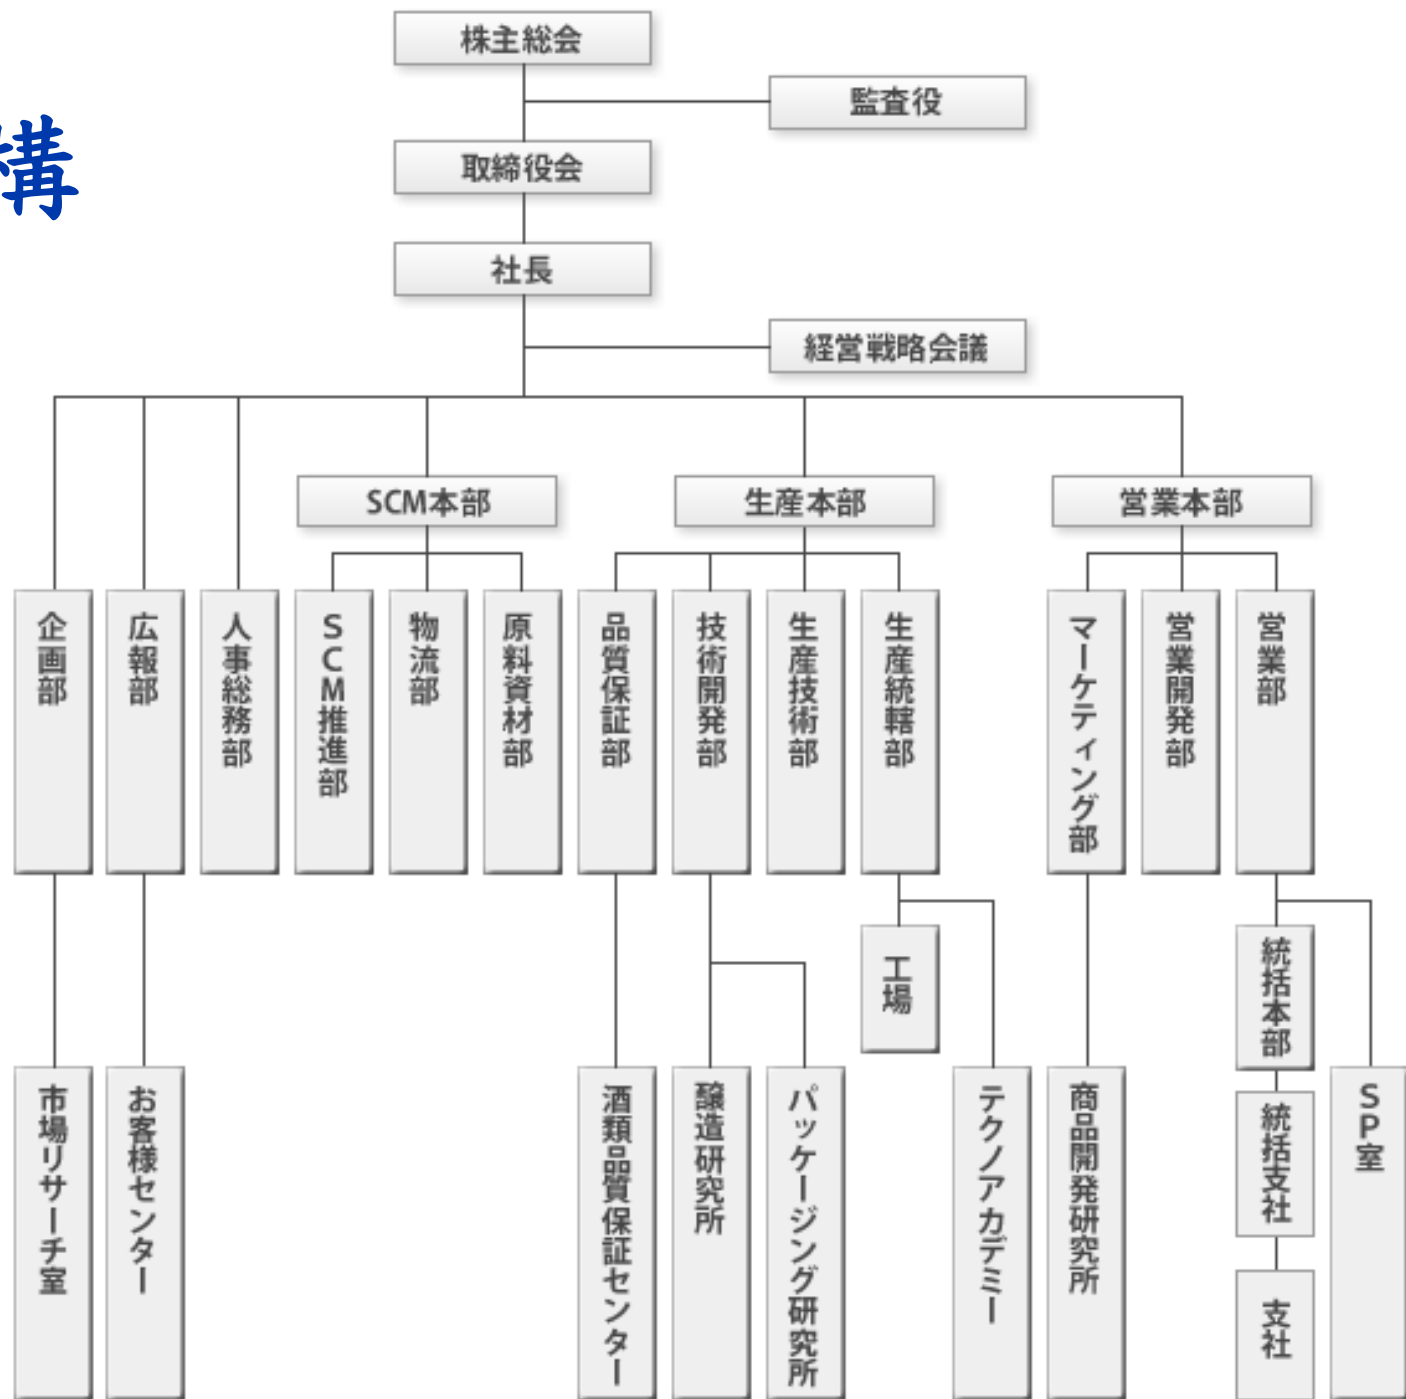 株主総会
監査役
構
取締役会
社長
経営戦略会議
SCM本部
生産本部
営業本部
企画部
広報部
人事総務部
SCM推進部
物流部
原料資材部
品質保証部
技術開発部
生産技術部
生産統轄部
マーケティング部
営業開発部
営業部
工場
統括本部
市場リサーチ室
お客様センター
酒類品質保証センター
醸造研究所
パッケージング研究所
テクノアカデミー
商品開発研究所
統括支社
支社
SP室